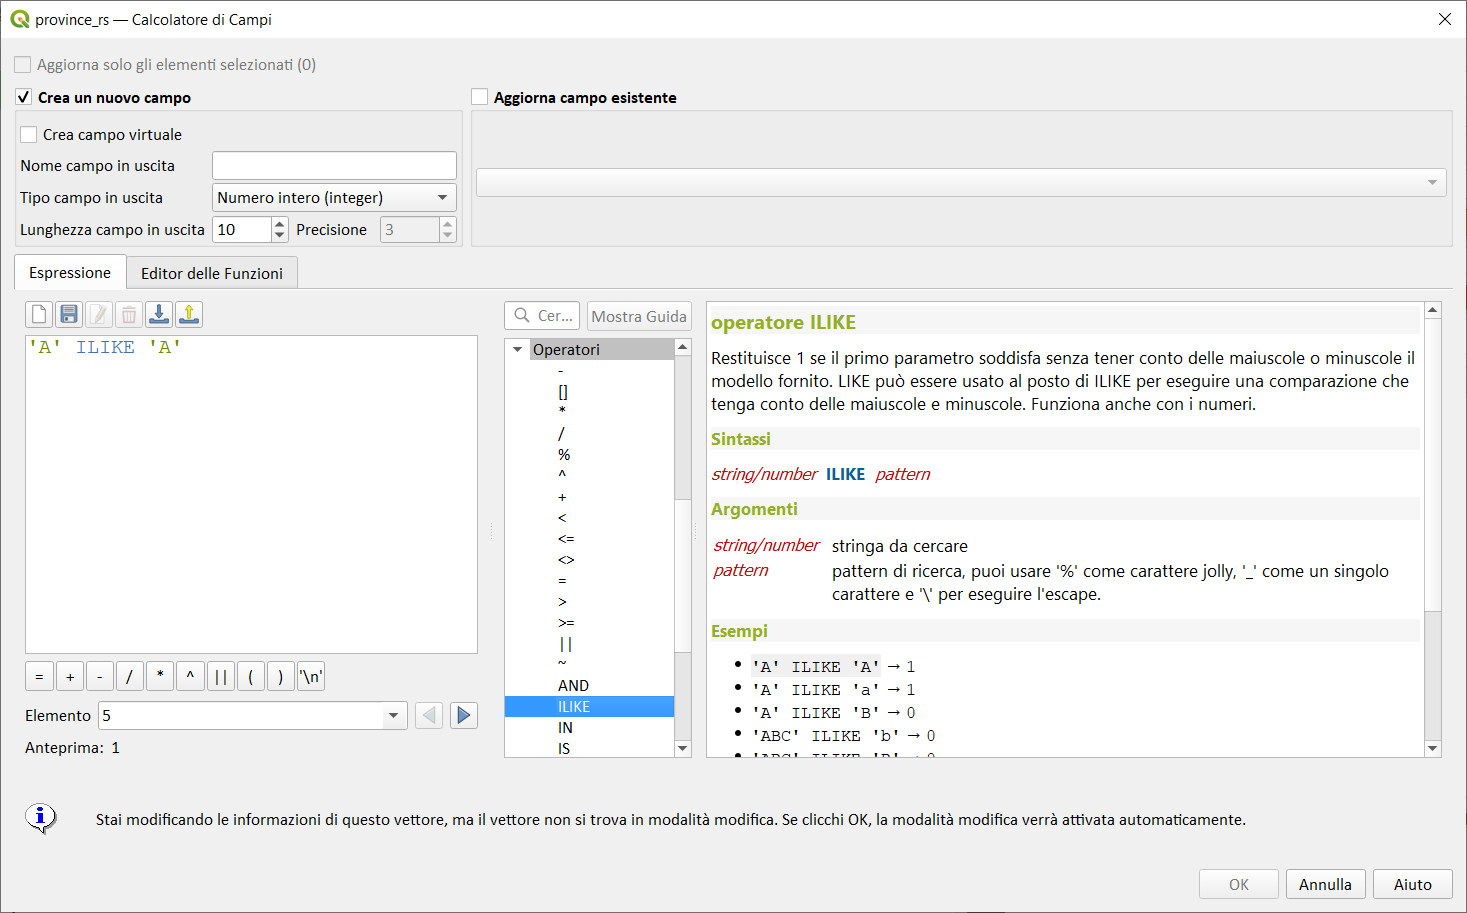 province_rs — Calcolatore di Campi
Aggiorna solo gli elementi selezionati (0)
Crea un nuovo campo
Aggiorna campo esistente
Crea campo virtuale
Nome campo in uscita
Tipo campo in uscita Numero intero (integer)
Lunghezza campo in uscita 10 Precisione 3
Espressione Editor delle Funzioni
'A' ILIKE 'A'
= + - / * ^ || ( ) '\n'
Elemento 5
Anteprima: 1
Cer... Mostra Guida
Operatori
-
[]
*
/
%
^
+
<
<=
<>
=
>
>=
||
~
AND
ILIKE
IN
IS
operatore ILIKE
Restituisce 1 se il primo parametro soddisfa senza tener conto delle maiuscole o minuscole il
modello fornito. LIKE può essere usato al posto di ILIKE per eseguire una comparazione che
tenga conto delle maiuscole e minuscole. Funziona anche con i numeri.
Sintassi
string/number ILIKE pattern
Argomenti
string/number stringa da cercare
pattern pattern di ricerca, puoi usare '%' come carattere jolly, '_' come un singolo
carattere e '\' per eseguire l'escape.
Esempi
• 'A' ILIKE 'A' → 1
• 'A' ILIKE 'a' → 1
• 'A' ILIKE 'B' → 0
• 'ABC' ILIKE 'b' → 0
Stai modificando le informazioni di questo vettore, ma il vettore non si trova in modalità modifica. Se clicchi OK, la modalità modifica verrà attivata automaticamente.
OK Annulla Aiuto